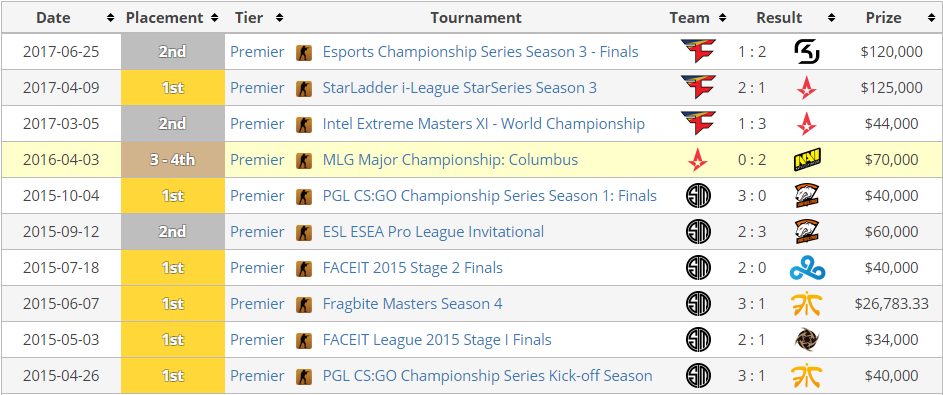 Date Placement Tier Tournament Team Result Prize
2017-06-25 2nd Premier Esports Championship Series Season 3 - Finals 1 : 2 $120,000
2017-04-09 1st Premier StarLadder i-League StarSeries Season 3 2 : 1 $125,000
2017-03-05 2nd Premier Intel Extreme Masters XI - World Championship 1 : 3 $44,000
2016-04-03 3 - 4th Premier MLG Major Championship: Columbus 0 : 2 NAVI $70,000
2015-10-04 1st Premier PGL CS:GO Championship Series Season 1: Finals 3 : 0 $40,000
2015-09-12 2nd Premier ESL ESEA Pro League Invitational 2 : 3 $60,000
2015-07-18 1st Premier FACEIT 2015 Stage 2 Finals 2 : 0 $40,000
2015-06-07 1st Premier Fragbite Masters Season 4 3 : 1 $26,783.33
2015-05-03 1st Premier FACEIT League 2015 Stage I Finals 2 : 1 $34,000
2015-04-26 1st Premier PGL CS:GO Championship Series Kick-off Season 3 : 1 $40,000